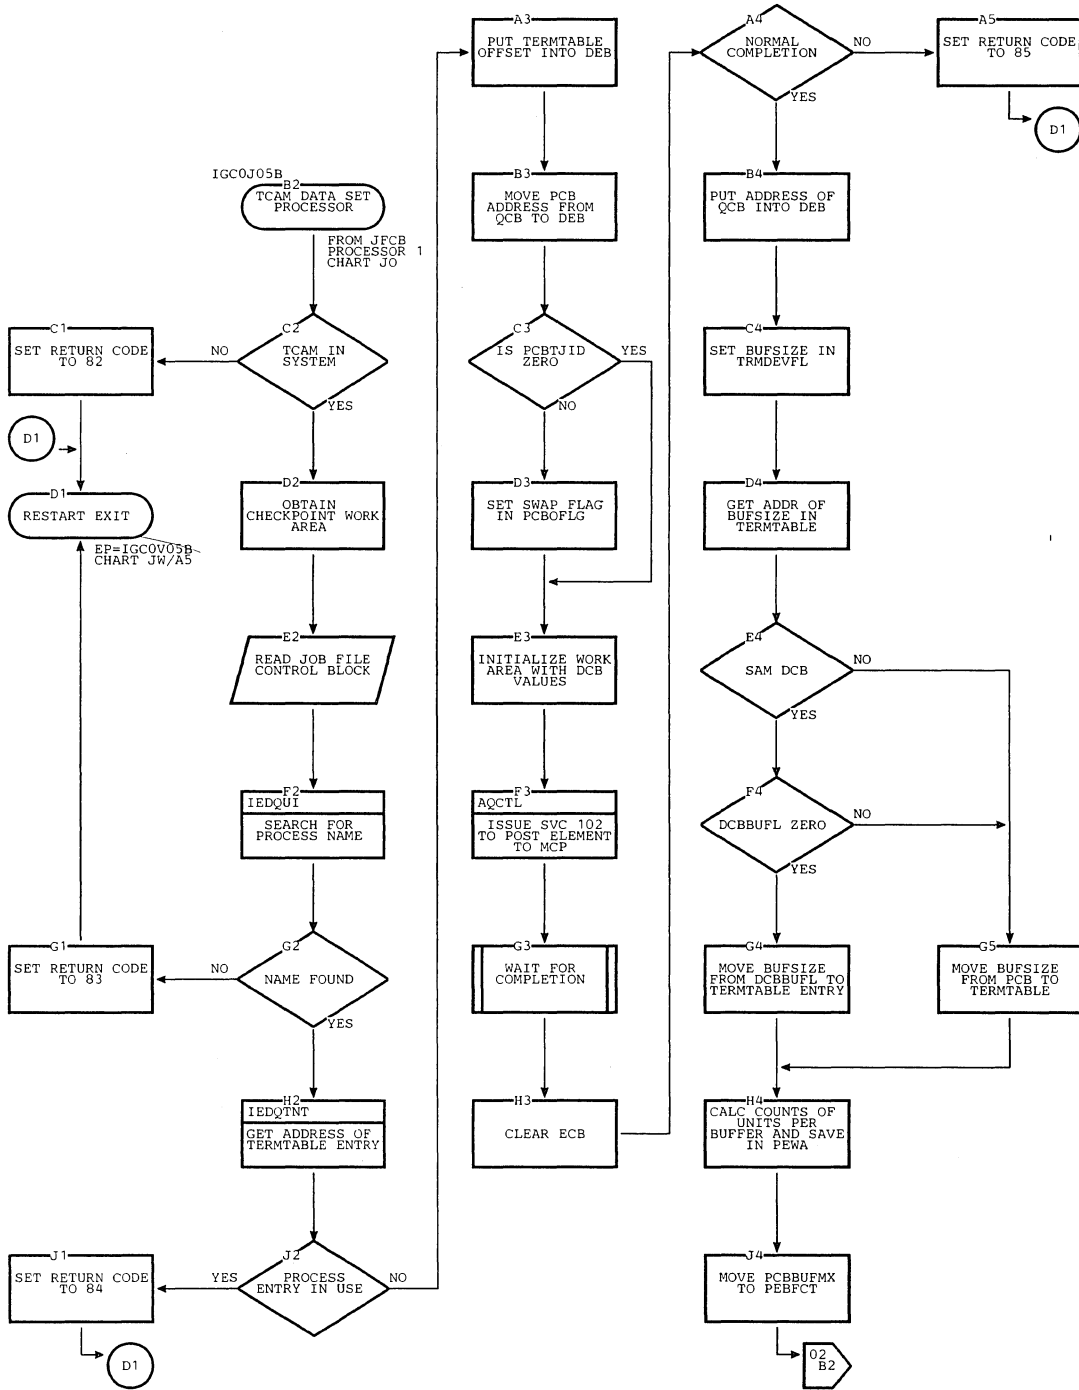 IGC0J05B
B2
TCAM DATA SET
PROCESSOR
FROM JFCB
PROCESSOR 1
CHART JO
C1
SET RETURN CODE
TO 82
NO
C2
TCAM IN
SYSTEM
YES
D1
D1
RESTART EXIT
EP=IGC0V05B
CHART JW/A5
D2
OBTAIN
CHECKPOINT WORK
AREA
E2
READ JOB FILE
CONTROL BLOCK
F2
IEDQUI
SEARCH FOR
PROCESS NAME
G1
SET RETURN CODE
TO 83
NO
G2
NAME FOUND
YES
H2
IEDQTNT
GET ADDRESS OF
TERMTABLE ENTRY
J1
SET RETURN CODE
TO 84
YES
J2
PROCESS
ENTRY IN USE
NO
D1
A3
PUT TERMTABLE
OFFSET INTO DEB
B3
MOVE PCB
ADDRESS FROM
QCB TO DEB
C3
IS PCBTJID
ZERO
YES
NO
D3
SET SWAP FLAG
IN PCBOFLG
E3
INITIALIZE WORK
AREA WITH DCB
VALUES
F3
AQCTL
ISSUE SVC 102
TO POST ELEMENT
TO MCP
G3
WAIT FOR
COMPLETION
H3
CLEAR ECB
A4
NORMAL
COMPLETION
NO
YES
A5
SET RETURN CODE
TO 85
D1
B4
PUT ADDRESS OF
QCB INTO DEB
C4
SET BUFSIZE IN
TRMDEVFL
D4
GET ADDR OF
BUFSIZE IN
TERMTABLE
E4
SAM DCB
NO
YES
F4
DCBBUFL ZERO
NO
YES
G4
MOVE BUFSIZE
FROM DCBBUFL TO
TERMTABLE ENTRY
G5
MOVE BUFSIZE
FROM PCB TO
TERMTABLE
H4
CALC COUNTS OF
UNITS PER
BUFFER AND SAVE
IN PEWA
J4
MOVE PCBBUFMX
TO PEBFCT
02
B2